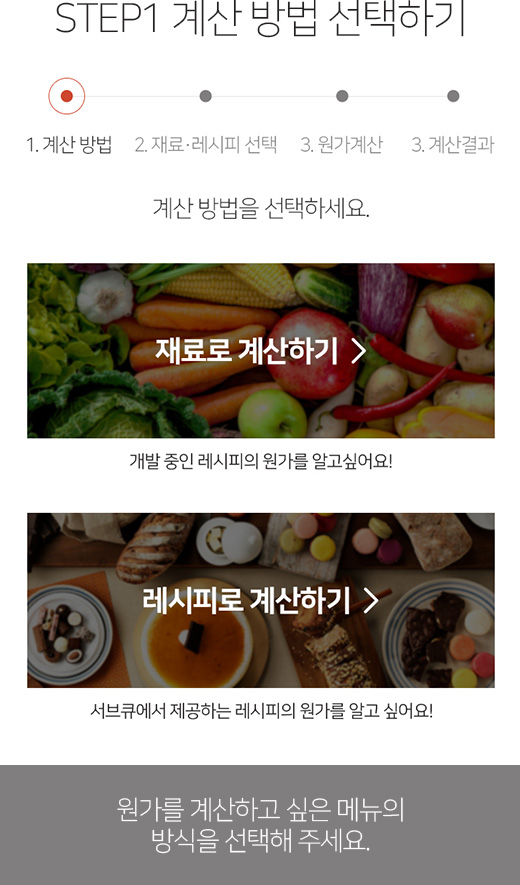 STEP1 계산 방법 선택하기
1. 계산 방법
2. 재료·레시피 선택
3. 원가계산
3. 계산결과
계산 방법을 선택하세요.
재료로 계산하기
개발 중인 레시피의 원가를 알고싶어요!
레시피로 계산하기
서브큐에서 제공하는 레시피의 원가를 알고 싶어요!
원가를 계산하고 싶은 메뉴의
방식을 선택해 주세요.